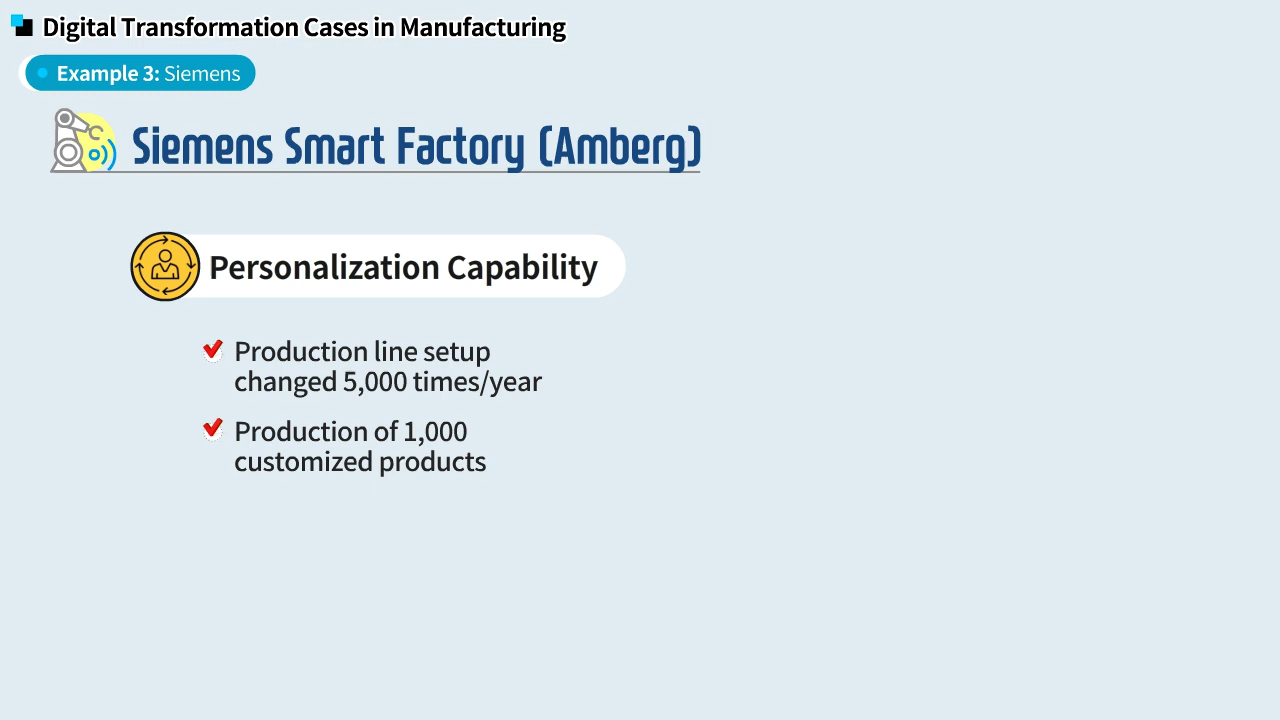 Digital Transformation Cases in Manufacturing
Example 3: Siemens
Siemens Smart Factory (Amberg)
Personalization Capability
Production line setup
changed 5,000 times/year
Production of 1,000
customized products